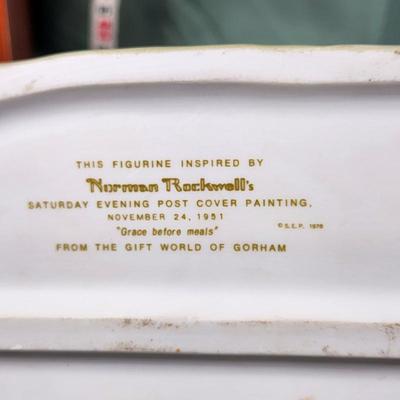 THIS FIGURINE INSPIRED BY
Norman Rockwell's
SATURDAY EVENING POST COVER PAINTING,
NOVEMBER 24, 1951
"Grace before meals"
© S.E.P. 1976
FROM THE GIFT WORLD OF GORHAM